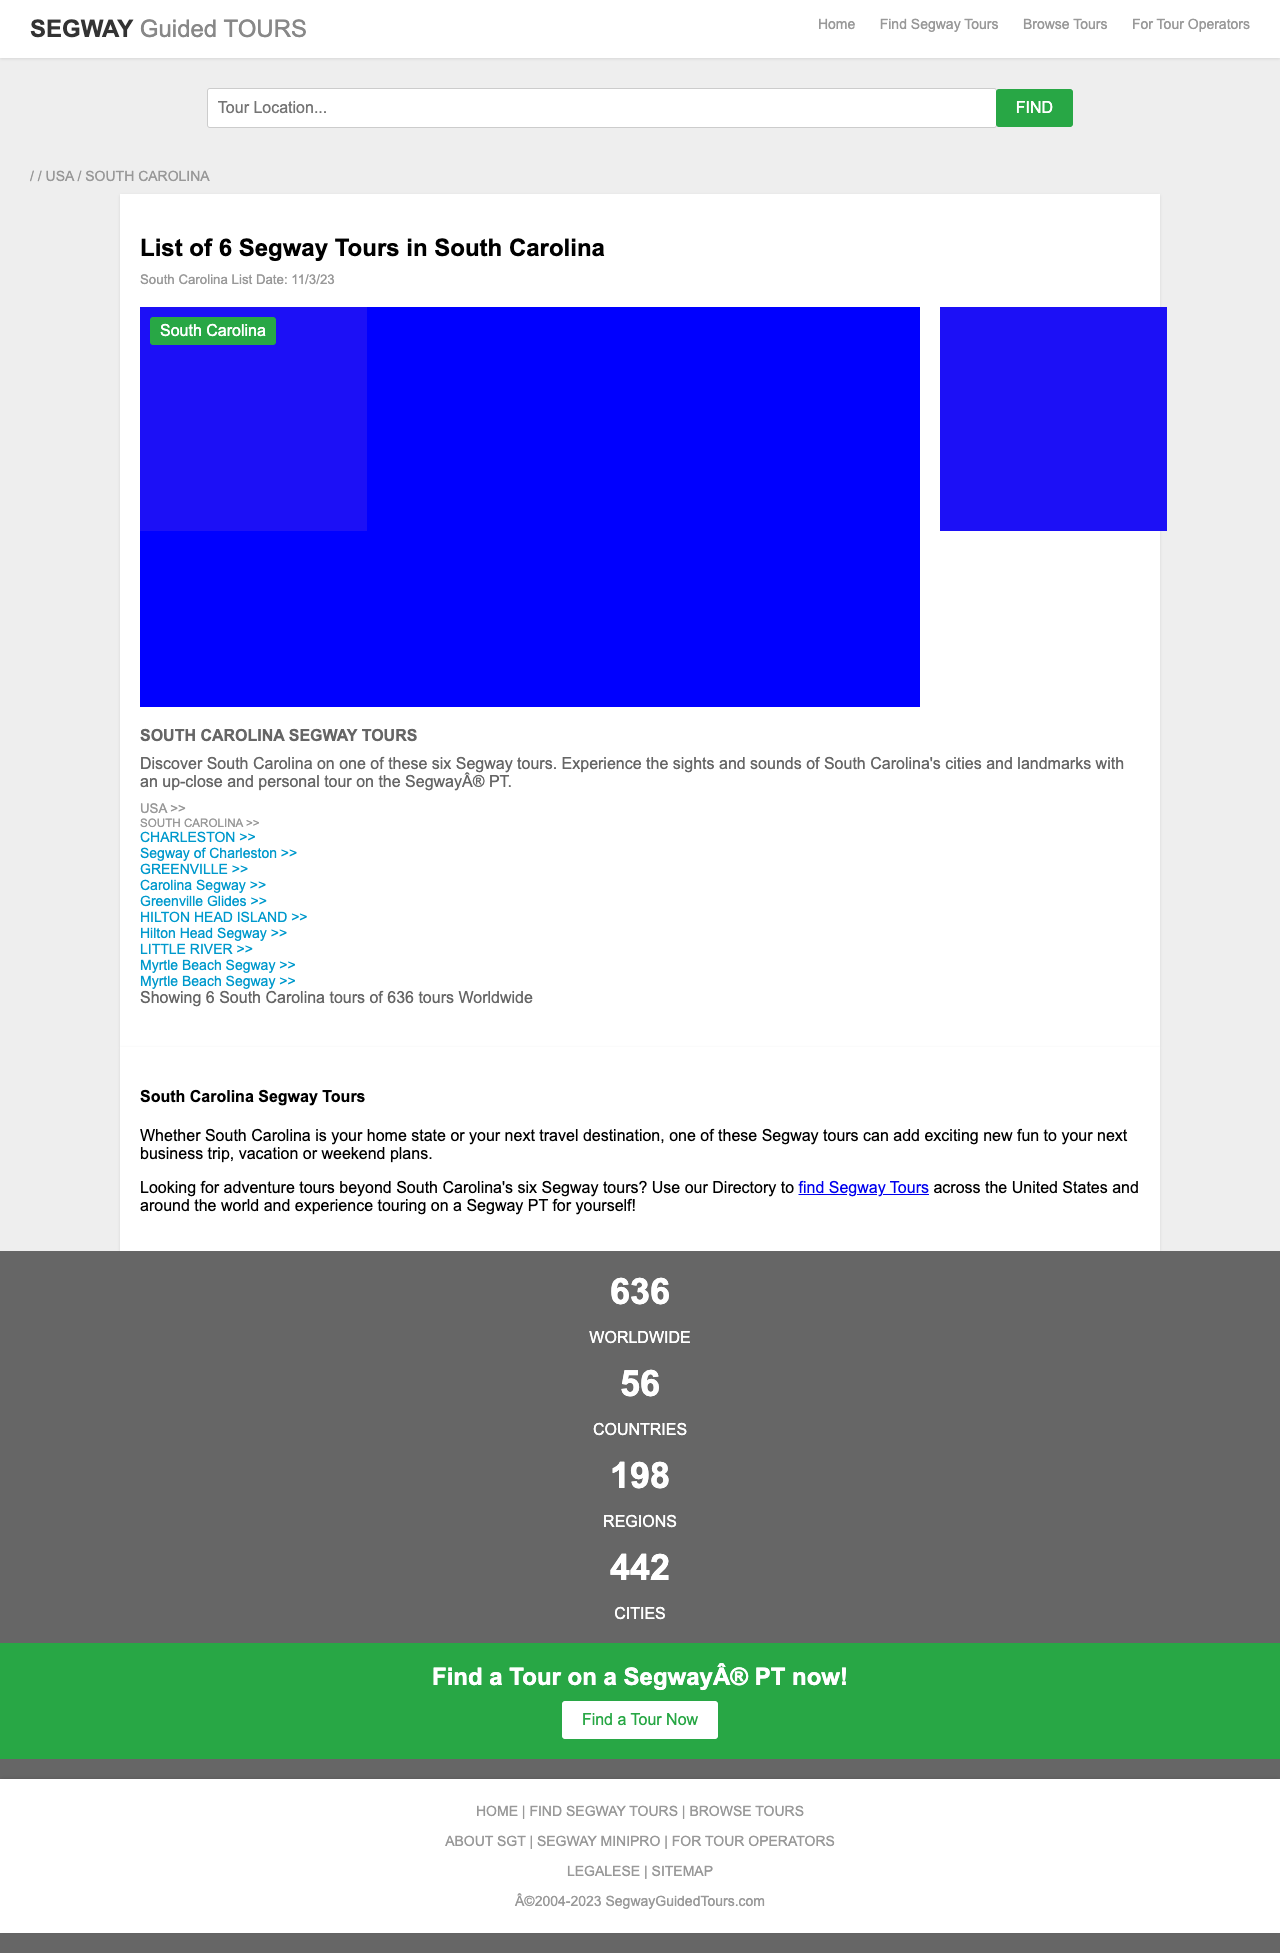 SEGWAY Guided TOURS
Home Find Segway Tours Browse Tours For Tour Operators
Tour Location...
FIND
/ / USA / SOUTH CAROLINA
List of 6 Segway Tours in South Carolina
South Carolina List Date: 11/3/23
South Carolina
SOUTH CAROLINA SEGWAY TOURS
Discover South Carolina on one of these six Segway tours. Experience the sights and sounds of South Carolina's cities and landmarks with
an up-close and personal tour on the SegwayÂ® PT.
USA >>
SOUTH CAROLINA >>
CHARLESTON >>
Segway of Charleston >>
GREENVILLE >>
Carolina Segway >>
Greenville Glides >>
HILTON HEAD ISLAND >>
Hilton Head Segway >>
LITTLE RIVER >>
Myrtle Beach Segway >>
Myrtle Beach Segway >>
Showing 6 South Carolina tours of 636 tours Worldwide
South Carolina Segway Tours
Whether South Carolina is your home state or your next travel destination, one of these Segway tours can add exciting new fun to your next
business trip, vacation or weekend plans.
Looking for adventure tours beyond South Carolina's six Segway tours? Use our Directory to find Segway Tours across the United States and
around the world and experience touring on a Segway PT for yourself!
636
WORLDWIDE
56
COUNTRIES
198
REGIONS
442
CITIES
Find a Tour on a SegwayÂ® PT now!
Find a Tour Now
HOME | FIND SEGWAY TOURS | BROWSE TOURS
ABOUT SGT | SEGWAY MINIPRO | FOR TOUR OPERATORS
LEGALESE | SITEMAP
Â©2004-2023 SegwayGuidedTours.com